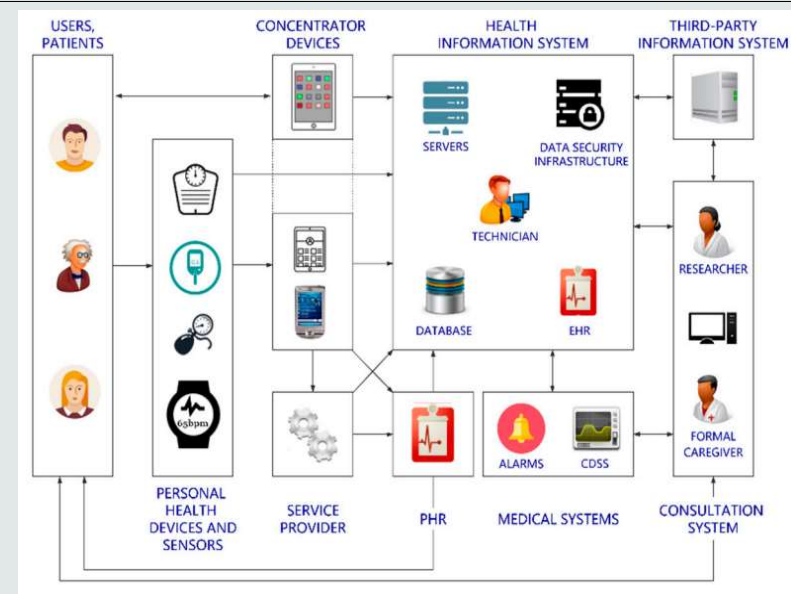 USERS,
PATIENTS
CONCENTRATOR
DEVICES
HEALTH
INFORMATION SYSTEM
THIRD-PARTY
INFORMATION SYSTEM
SERVERS
DATA SECURITY
INFRASTRUCTURE
TECHNICIAN
RESEARCHER
DATABASE
EHR
65bpm
ALARMS
CDSS
FORMAL
CAREGIVER
PERSONAL
HEALTH
DEVICES AND
SENSORS
SERVICE
PROVIDER
PHR
MEDICAL SYSTEMS
CONSULTATION
SYSTEM